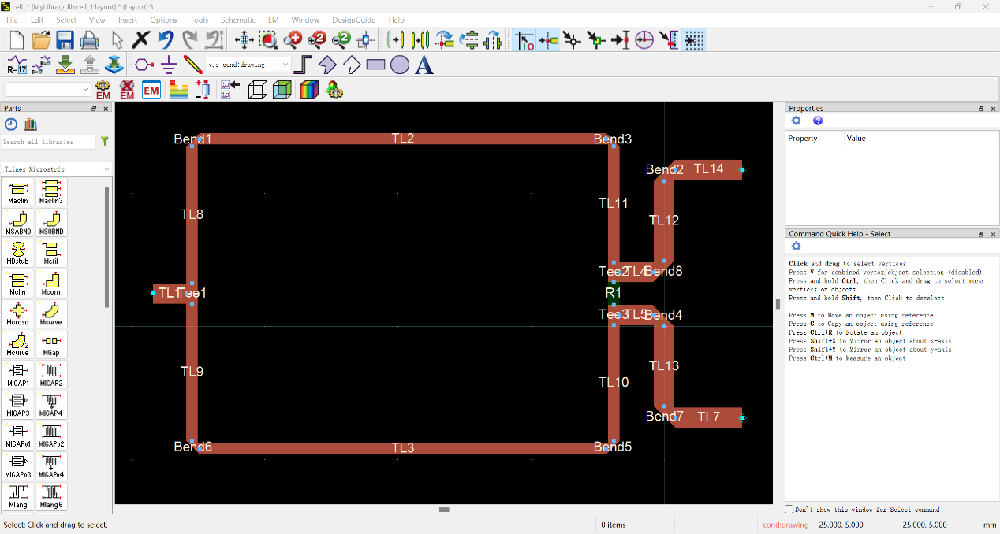 cell_1 [MyLibrary_lib:cell_1:layout] * (Layout):5
File Edit Select View Insert Options Tools Schematic EM Window DesignGuide Help
v,s cond:drawing
EM EM EM
Parts
Search all libraries
TLines-Microstrip
Maclin Maclin3
MSABND MSOBND
MBstub Mcfil
Mclin Mcorn
Mcroso Mcurve
Mcurve MGap
MICAP1 MICAP2
MICAP3 MICAP4
MICAPo1 MICAPo2
MICAPo3 MICAPo4
Mlang Mlang6
Bend1 TL2 Bend3
Bend2 TL14
TL8 TL11 TL12
Tee2 TL4 Bend8
TL1 Tee1 R1
Tee3 TL5 Bend4
TL9 TL13
TL10
Bend7 TL7
Bend6 TL3 Bend5
Properties
Property Value
Command Quick Help - Select
Click and drag to select vertices
Press V for combined vertex/object selection (disabled)
Press and hold Ctrl, then Click and drag to select more
vertices or objects
Press and hold Shift, then Click to deselect
Press M to Move an object using reference
Press C to Copy an object using reference
Press Ctrl+R to Rotate an object
Press Shift+X to Mirror an object about x-axis
Press Shift+Y to Mirror an object about y-axis
Press Ctrl+M to Measure an object
Don't show this window for Select command
Select: Click and drag to select. 0 items cond:drawing -25.000, 5.000 -25.000, 5.000 mm